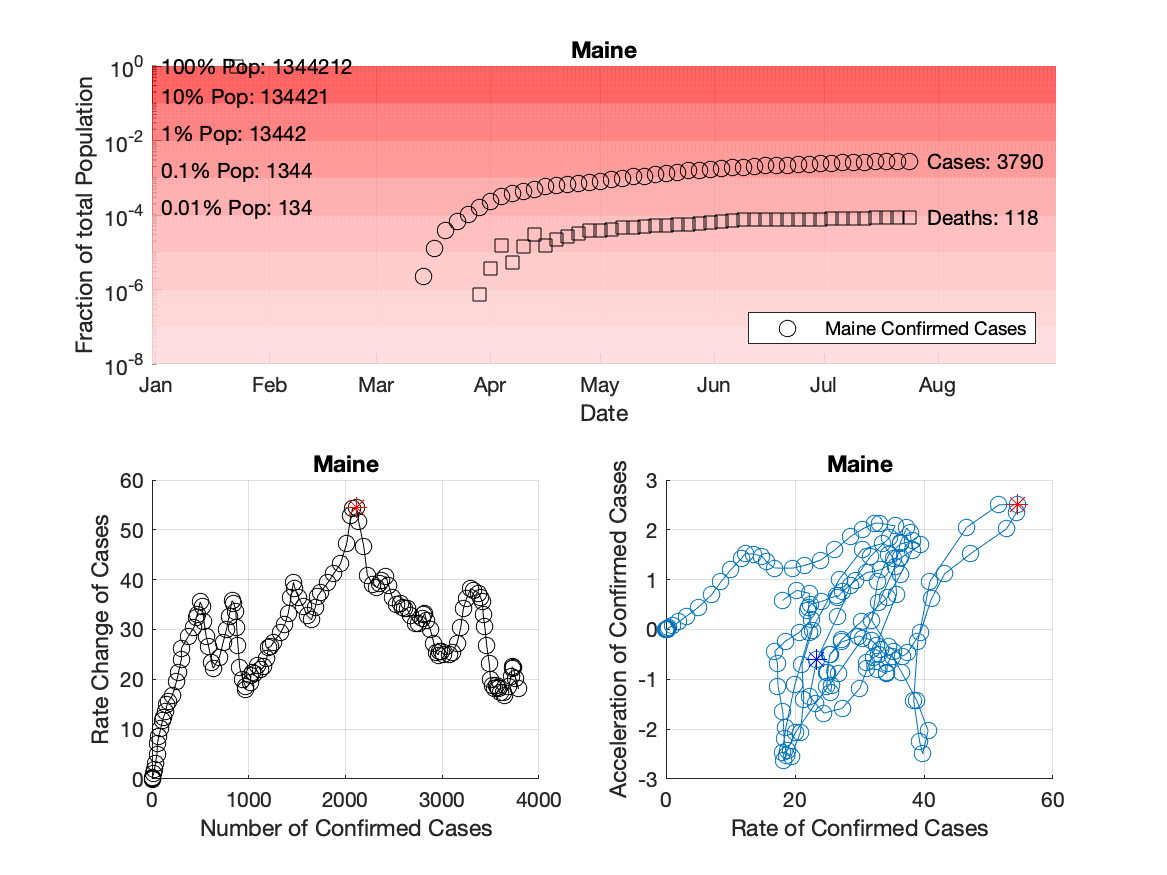 Maine
Fraction of total Population
10^0
10^-2
10^-4
10^-6
10^-8
100% Pop: 1344212
10% Pop: 134421
1% Pop: 13442
0.1% Pop: 1344
0.01% Pop: 134
Cases: 3790
Deaths: 118
Maine Confirmed Cases
Jan Feb Mar Apr May Jun Jul Aug
Date
Maine
Rate Change of Cases
60
50
40
30
20
10
0
0 1000 2000 3000 4000
Number of Confirmed Cases
Maine
Acceleration of Confirmed Cases
3
2
1
0
-1
-2
-3
0 20 40 60
Rate of Confirmed Cases